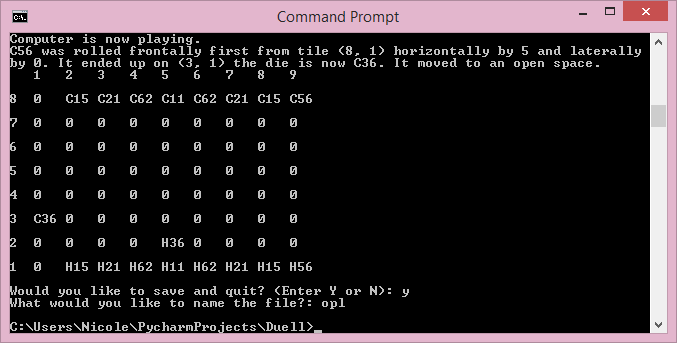 Command Prompt
Computer is now playing.
C56 was rolled frontally first from tile (8, 1) horizontally by 5 and laterally
by 0. It ended up on (3, 1) the die is now C36. It moved to an open space.
1 2 3 4 5 6 7 8 9
8 0 C15 C21 C62 C11 C62 C21 C15 C56
7 0 0 0 0 0 0 0 0 0
6 0 0 0 0 0 0 0 0 0
5 0 0 0 0 0 0 0 0 0
4 0 0 0 0 0 0 0 0 0
3 C36 0 0 0 0 0 0 0 0
2 0 0 0 0 H36 0 0 0 0
1 0 H15 H21 H62 H11 H62 H21 H15 H56
Would you like to save and quit? (Enter Y or N): y
What would you like to name the file?: opl
C:\Users\Nicole\PycharmProjects\Duell>_